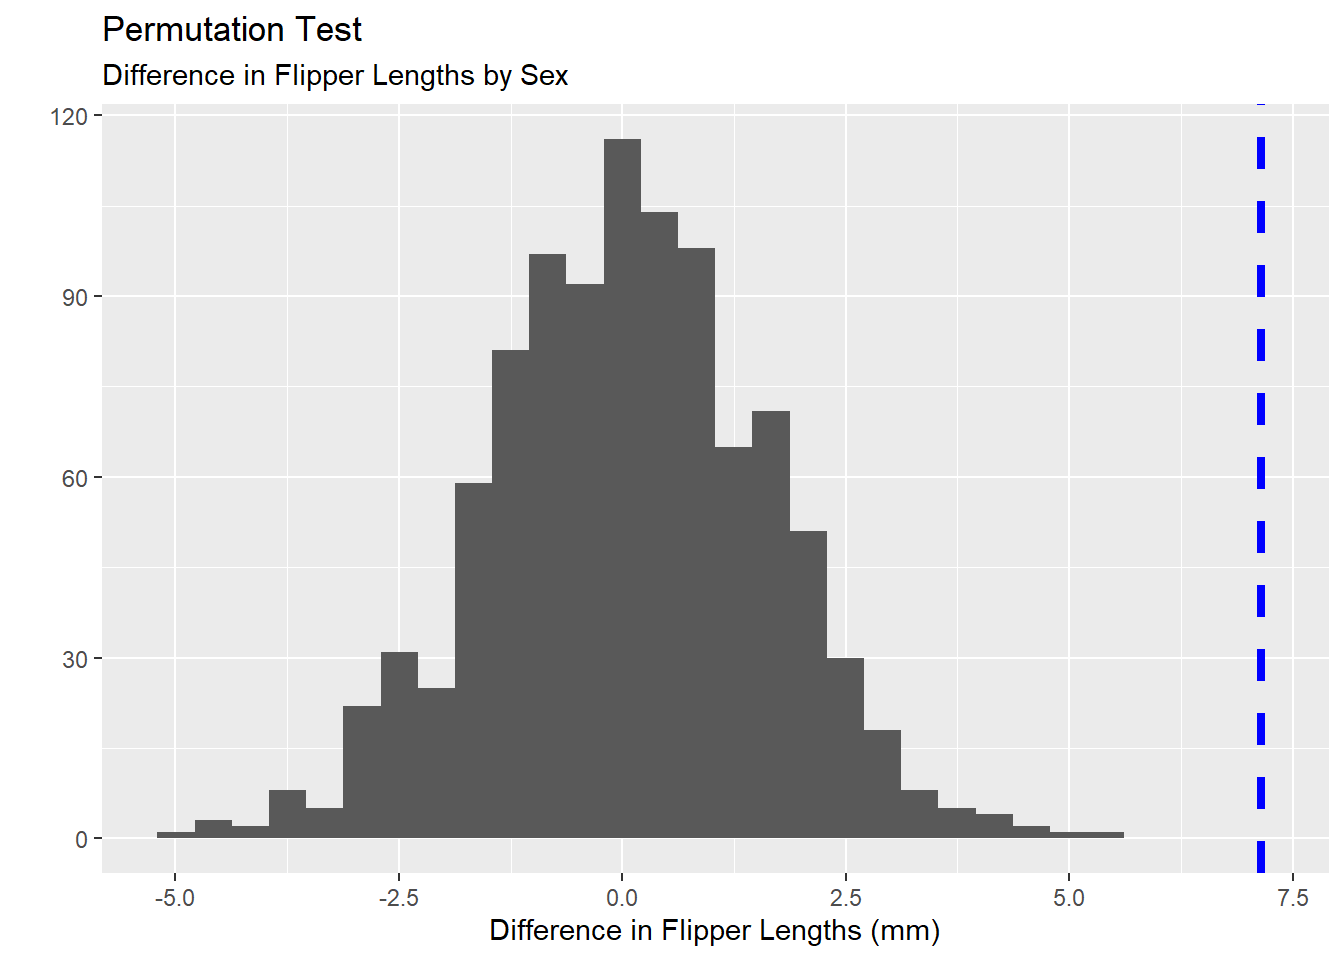 Permutation Test
Difference in Flipper Lengths by Sex
120
90
60
30
0
-5.0 -2.5 0.0 2.5 5.0 7.5
Difference in Flipper Lengths (mm)